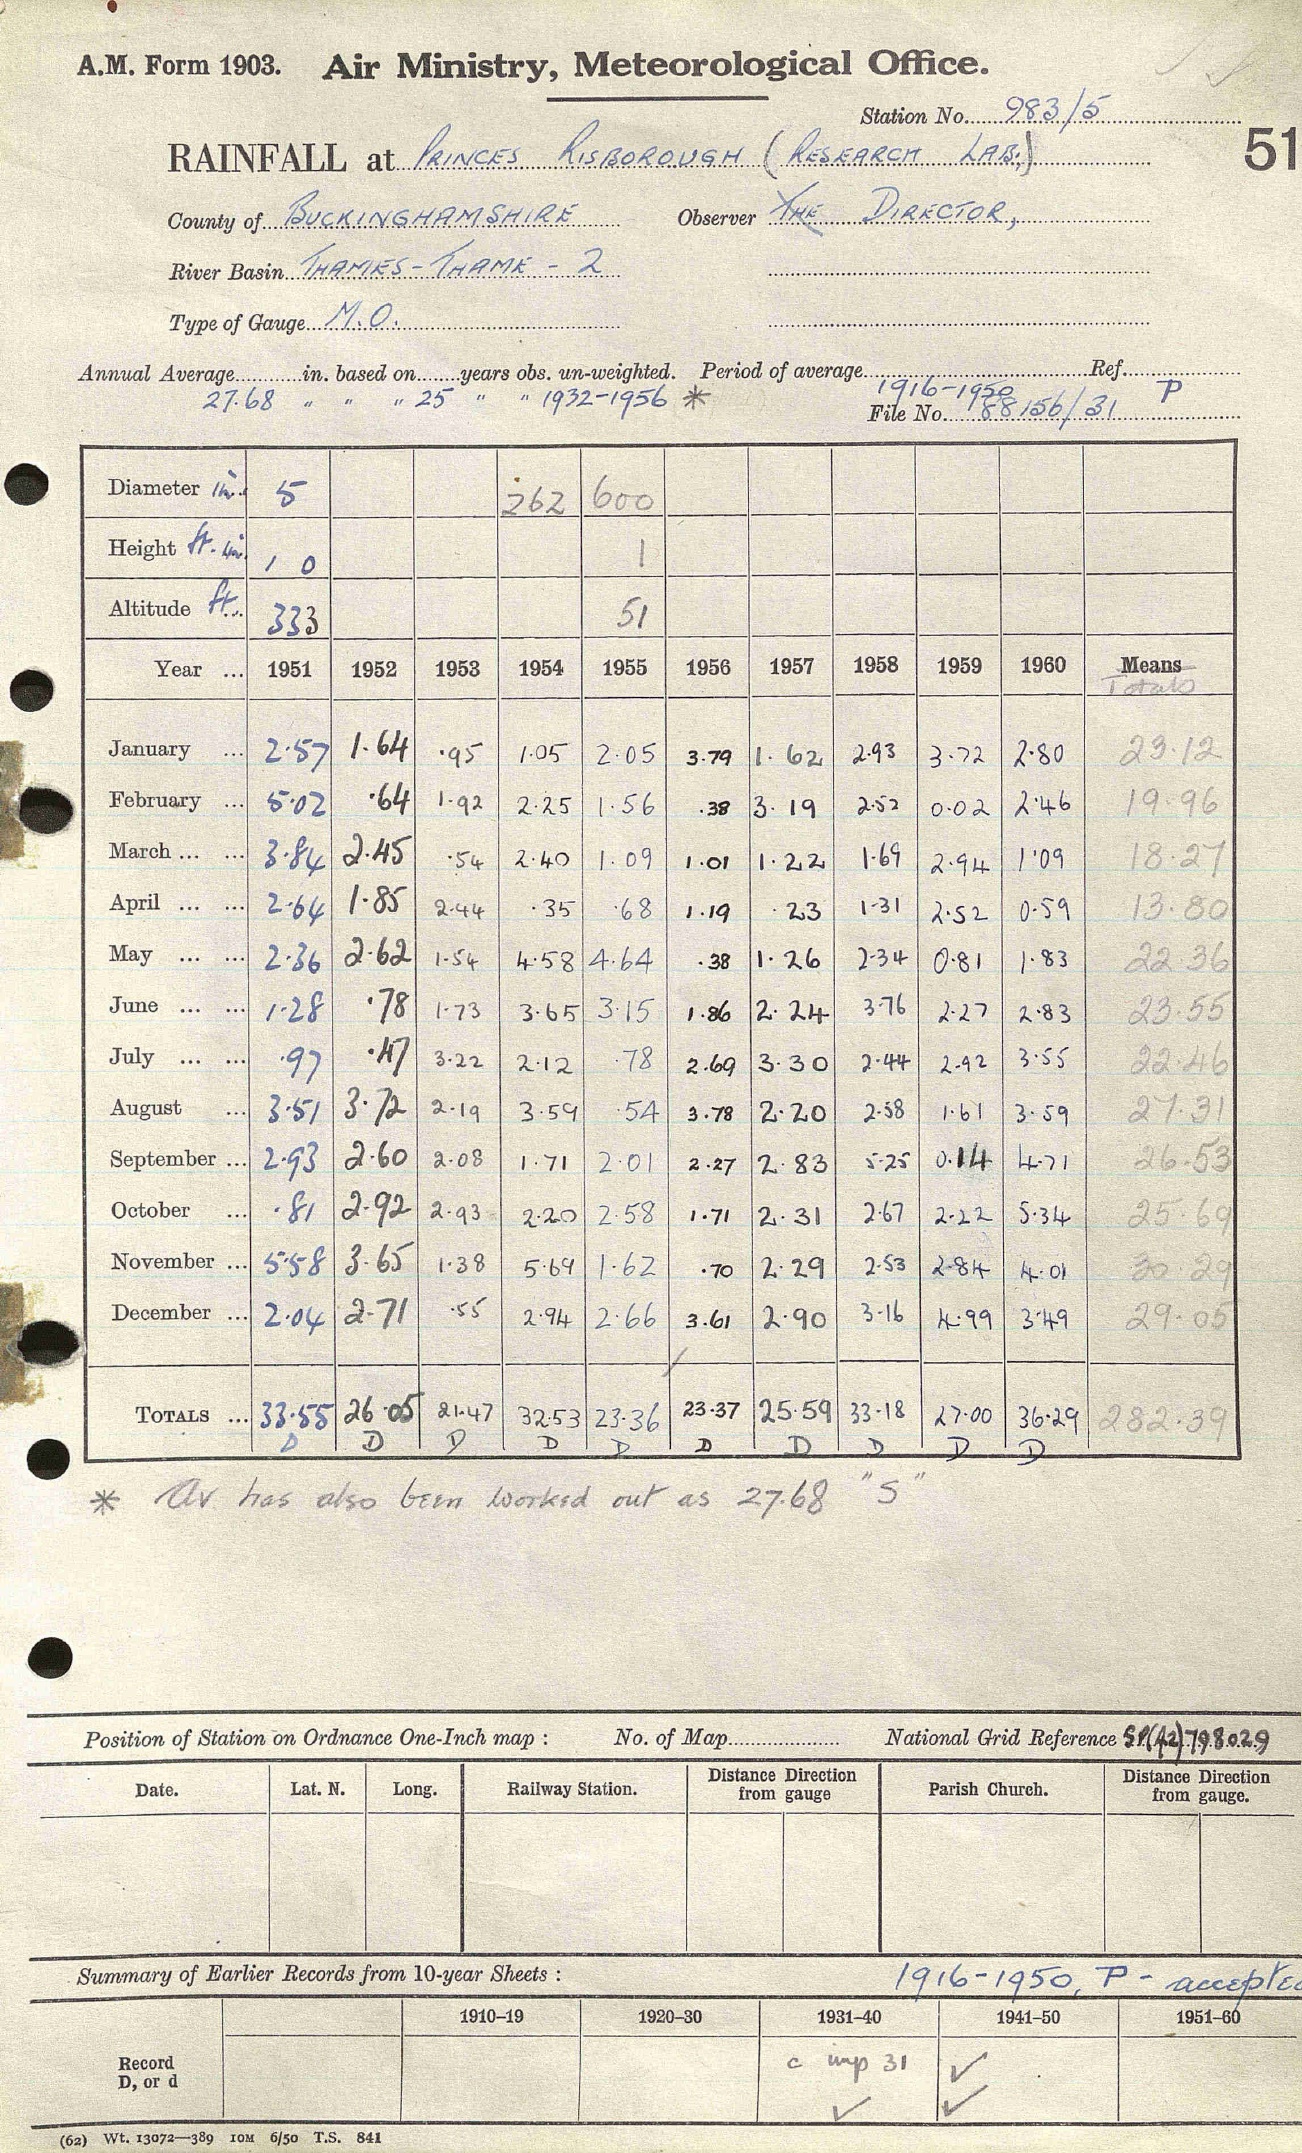 A.M. Form 1903. Air Ministry, Meteorological Office.
Station No. 983/5
51
RAINFALL at PRINCES RISBOROUGH (RESEARCH LAB.)
County of BUCKINGHAMSHIRE Observer THE DIRECTOR,
River Basin THAMES - THAME - 2
Type of Gauge M.O.
Annual Average in. based on years obs. un-weighted. Period of average 1916-1950 Ref. P
27.68 " " " 25 " " 1932-1956 * File No. 88156/31
Diameter in. 5 262 600
Height ft. in. 1 0 1
Altitude ft. 333 51
Year ... 1951 1952 1953 1954 1955 1956 1957 1958 1959 1960 Means Totals
January ... 2.57 1.64 .95 1.05 2.05 3.79 1.62 2.93 3.72 2.80 23.12
February ... 5.02 .64 1.92 2.25 1.56 .38 3.19 2.52 0.02 2.46 19.96
March ... ... 3.84 2.45 .54 2.40 1.09 1.01 1.22 1.69 2.94 1.09 18.27
April ... ... 2.64 1.85 2.44 .35 .68 1.19 .23 1.31 2.52 0.59 13.80
May ... ... 2.36 2.62 1.54 4.58 4.64 .38 1.26 2.34 0.81 1.83 22.36
June ... ... 1.28 .78 1.73 3.65 3.15 1.86 2.24 3.76 2.27 2.83 23.55
July ... ... .97 .47 3.22 2.12 .78 2.69 3.30 2.44 2.92 3.55 22.46
August ... 3.51 3.72 2.19 3.59 .54 3.78 2.20 2.58 1.61 3.59 27.31
September ... 2.93 2.60 2.08 1.71 2.01 2.27 2.83 5.25 0.14 4.71 26.53
October ... .81 2.92 2.93 2.20 2.58 1.71 2.31 2.67 2.22 5.34 25.69
November ... 5.58 3.65 1.38 5.69 1.62 .70 2.29 2.53 2.84 4.01 30.29
December ... 2.04 2.71 .55 2.94 2.66 3.61 2.90 3.16 4.99 3.49 29.05
TOTALS ... 33.55 26.05 21.47 32.53 23.36 23.37 25.59 33.18 27.00 36.29 282.39
D D D D D D D D D D
* Av has also been worked out as 27.68 "S"
Position of Station on Ordnance One-Inch map : No. of Map National Grid Reference SP(42)798029
Date. Lat. N. Long. Railway Station. Distance Direction from gauge Parish Church. Distance Direction from gauge.
Summary of Earlier Records from 10-year Sheets : 1916-1950, P - accepted
1910–19 1920–30 1931–40 1941–50 1951–60
Record D, or d c inp 31 ✓
✓ ✓
(62) Wt. 13072—389 10M 6/50 T.S. 841